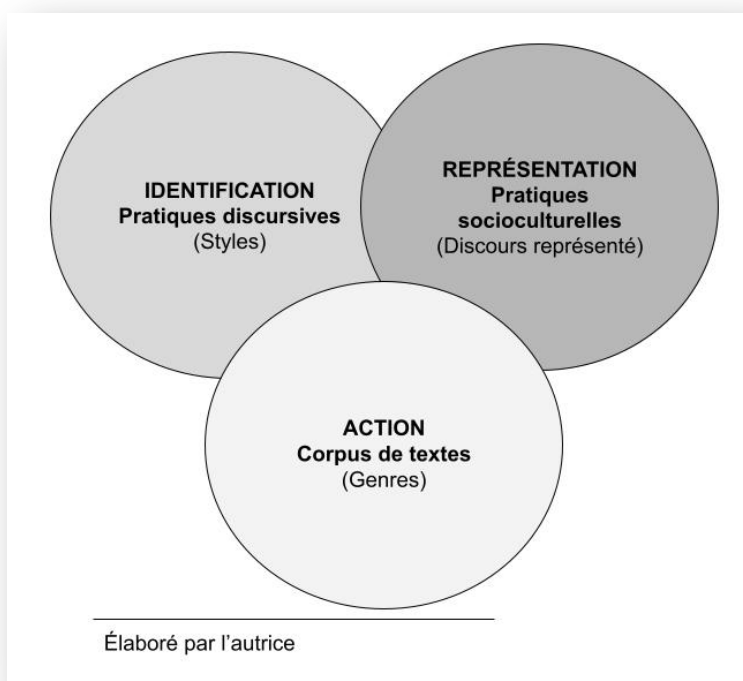 IDENTIFICATION
Pratiques discursives
(Styles)
REPRÉSENTATION
Pratiques
socioculturelles
(Discours représenté)
ACTION
Corpus de textes
(Genres)
Élaboré par l'autrice